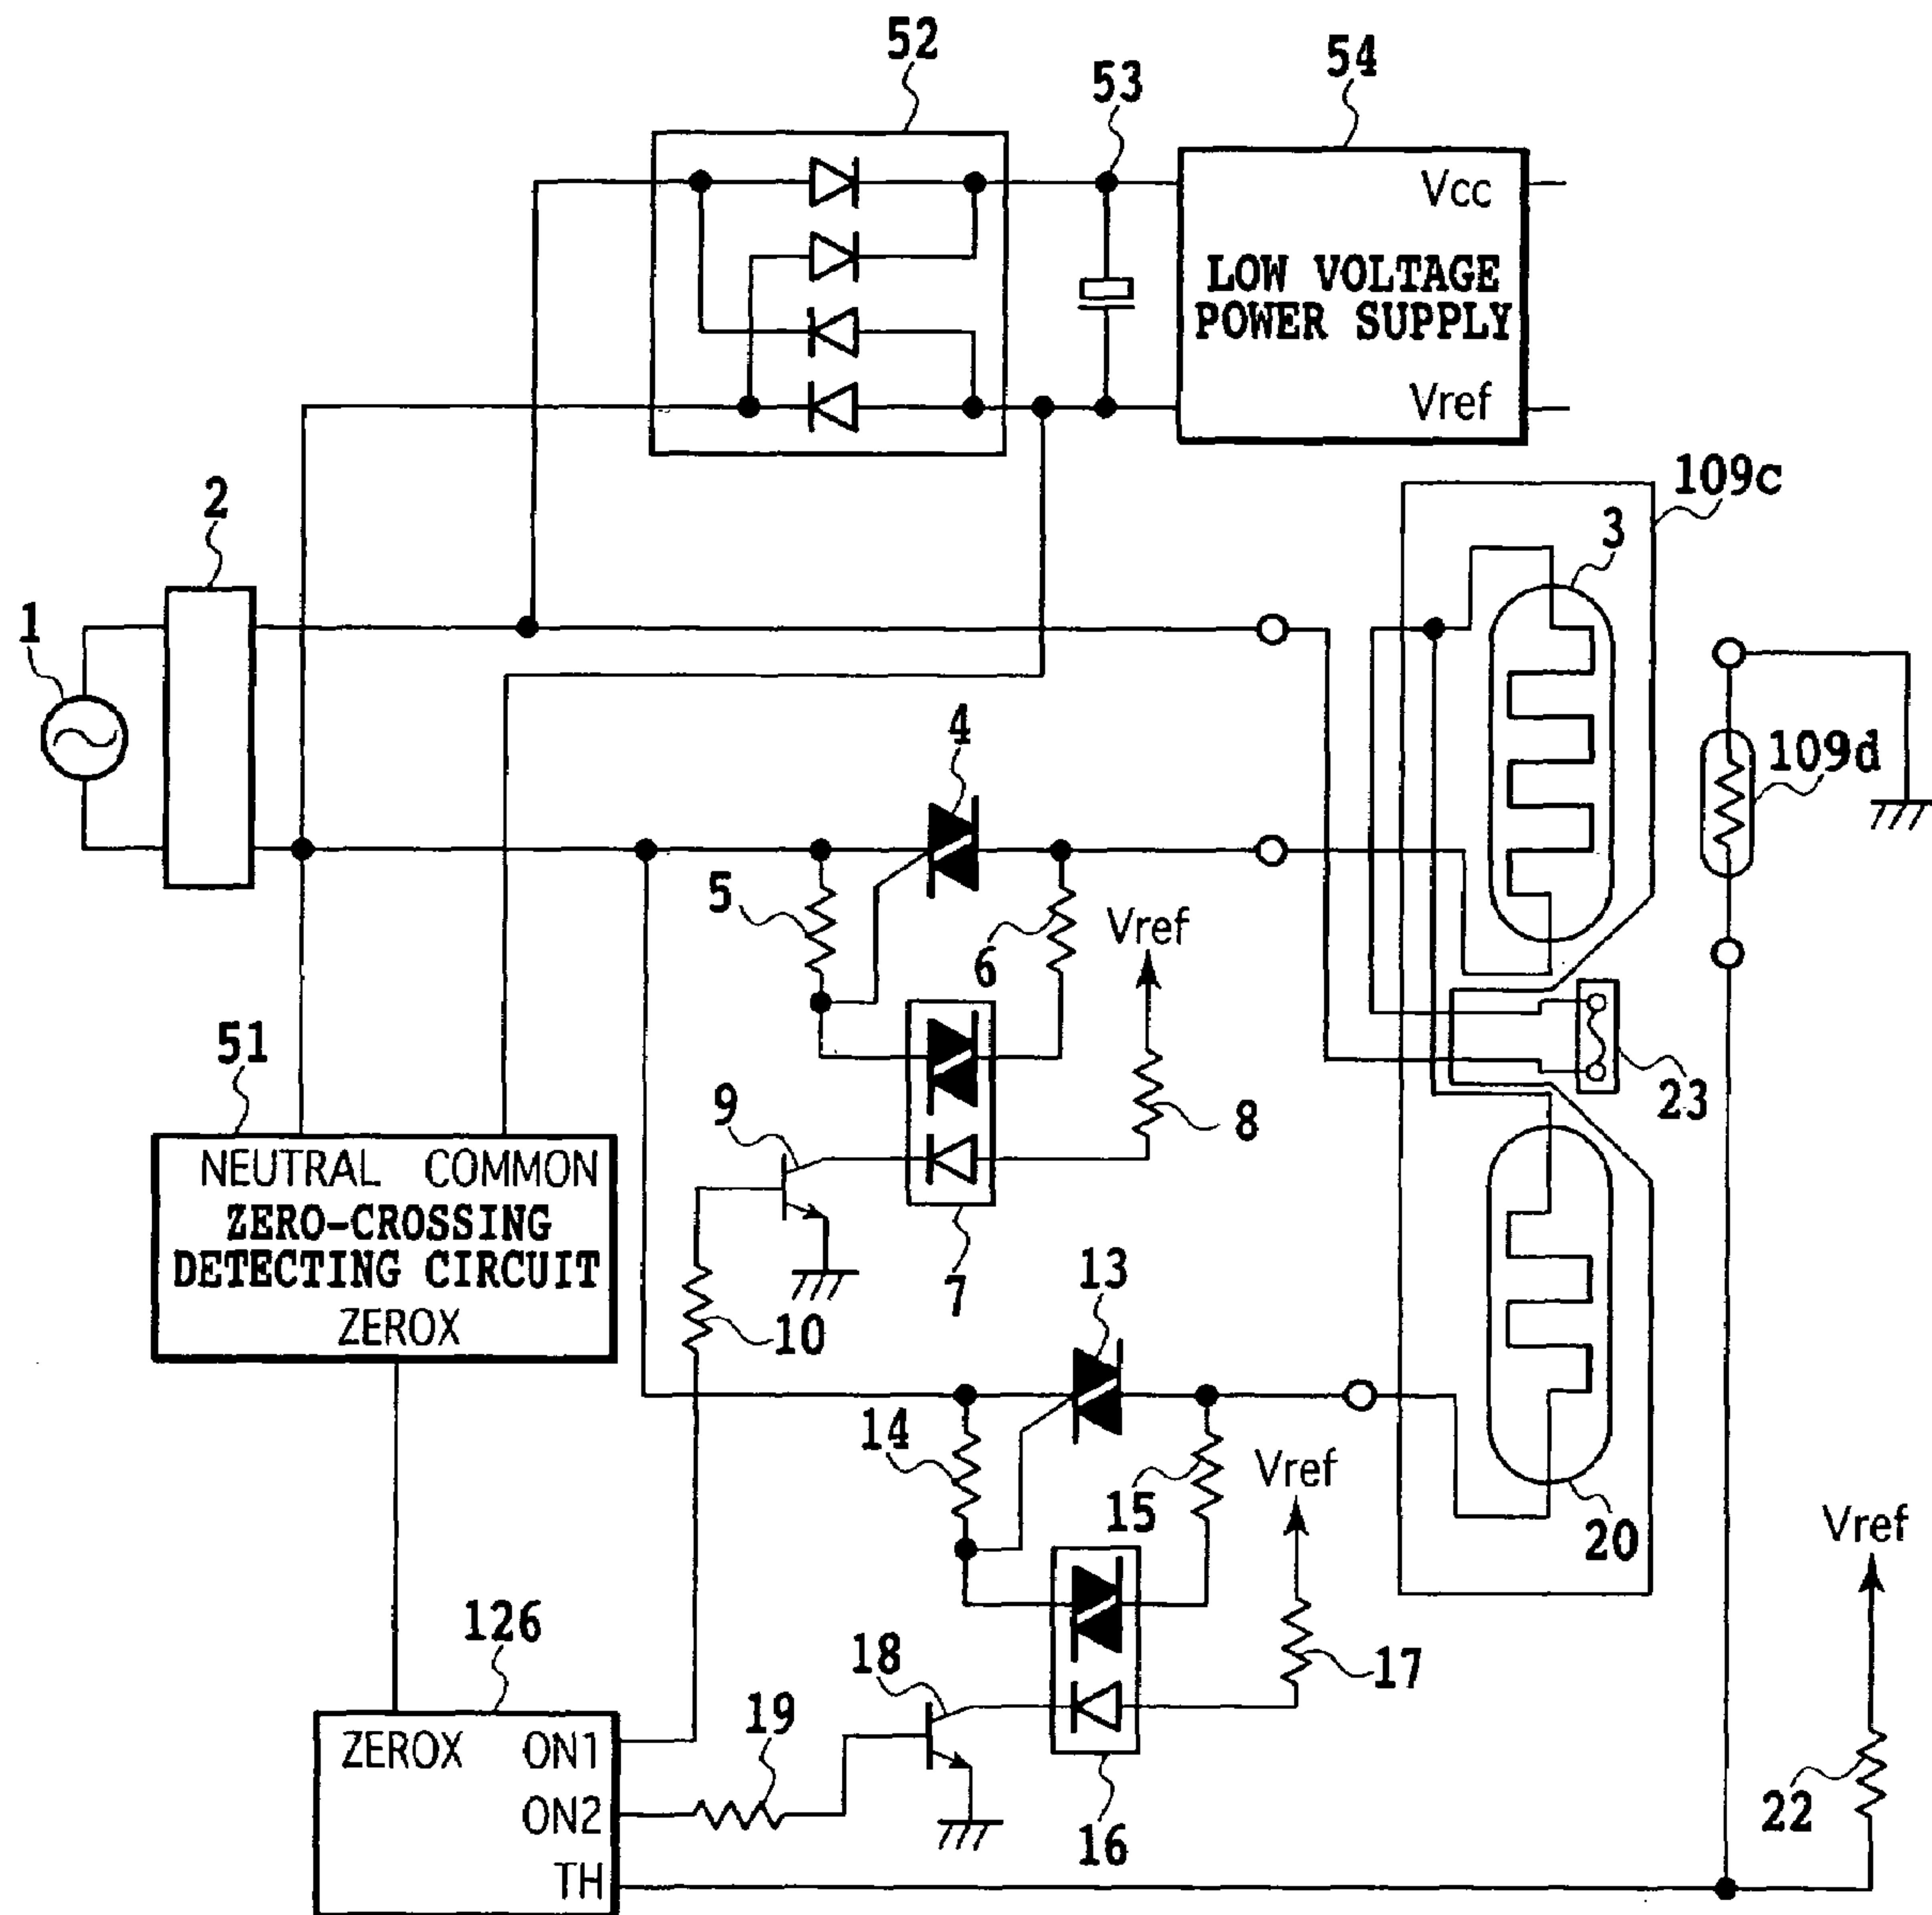 52
54
53
Vcc
LOW VOLTAGE
POWER SUPPLY
Vref
109c
2
3
1
4
109d
5
Vref
6
51
9
8
23
NEUTRAL COMMON
ZERO-CROSSING
DETECTING CIRCUIT
ZEROX
7
13
10
14
Vref
15
20
Vref
126
18
17
19
ZEROX ON1
ON2
22
16
TH